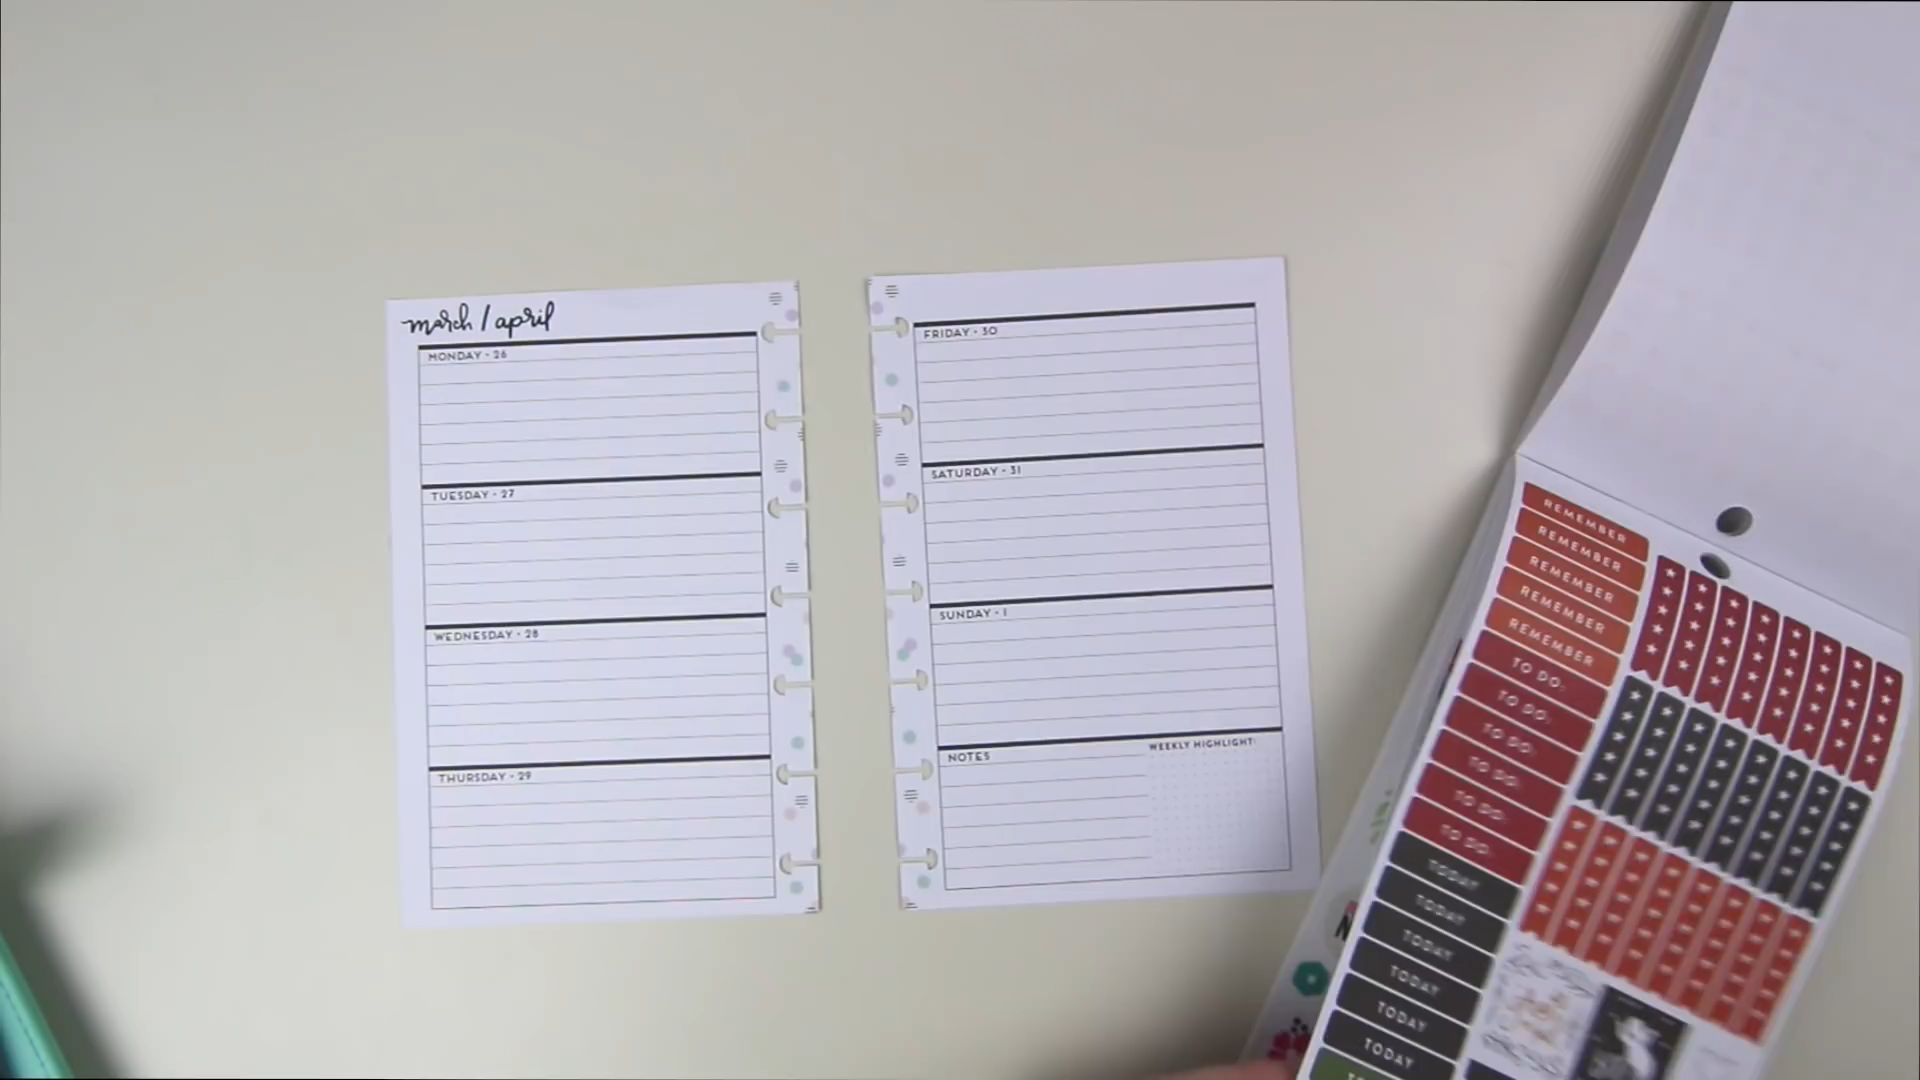 march / april
MONDAY · 26
TUESDAY · 27
WEDNESDAY · 28
THURSDAY · 29
FRIDAY · 30
SATURDAY · 31
SUNDAY · 1
NOTES
WEEKLY HIGHLIGHT:
REMEMBER
REMEMBER
REMEMBER
REMEMBER
REMEMBER
TO DO:
TO DO:
TO DO:
TO DO:
TO DO:
TO DO:
TODAY
TODAY
TODAY
TODAY
TODAY
TODAY